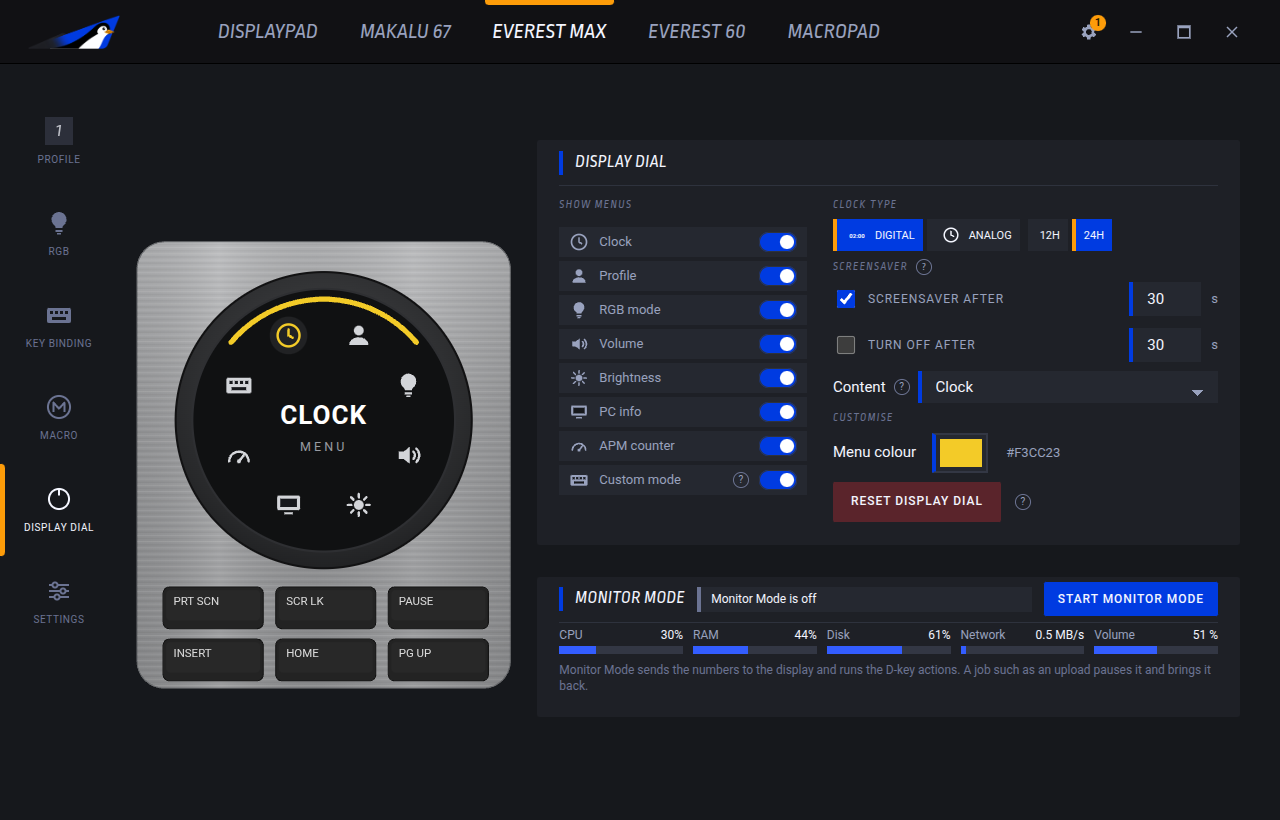 DISPLAYPAD
MAKALU 67
EVEREST MAX
EVEREST 60
MACROPAD
1
1
PROFILE
RGB
KEY BINDING
MACRO
DISPLAY DIAL
SETTINGS
CLOCK
MENU
PRT SCN
SCR LK
PAUSE
INSERT
HOME
PG UP
DISPLAY DIAL
SHOW MENUS
Clock
Profile
RGB mode
Volume
Brightness
PC info
APM counter
Custom mode ?
CLOCK TYPE
02:00 DIGITAL
ANALOG
12H
24H
SCREENSAVER ?
SCREENSAVER AFTER 30 s
TURN OFF AFTER 30 s
Content ? Clock
CUSTOMISE
Menu colour #F3CC23
RESET DISPLAY DIAL ?
MONITOR MODE
Monitor Mode is off
START MONITOR MODE
CPU 30%
RAM 44%
Disk 61%
Network 0.5 MB/s
Volume 51 %
Monitor Mode sends the numbers to the display and runs the D-key actions. A job such as an upload pauses it and brings it
back.